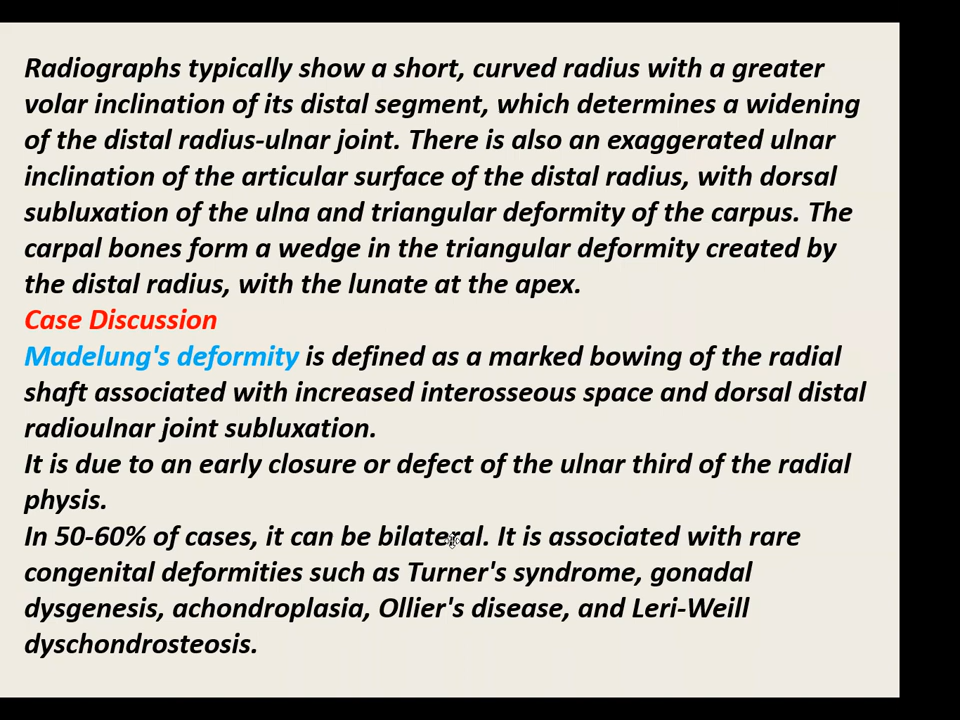 Radiographs typically show a short, curved radius with a greater
volar inclination of its distal segment, which determines a widening
of the distal radius-ulnar joint. There is also an exaggerated ulnar
inclination of the articular surface of the distal radius, with dorsal
subluxation of the ulna and triangular deformity of the carpus. The
carpal bones form a wedge in the triangular deformity created by
the distal radius, with the lunate at the apex.
Case Discussion
Madelung's deformity is defined as a marked bowing of the radial
shaft associated with increased interosseous space and dorsal distal
radioulnar joint subluxation.
It is due to an early closure or defect of the ulnar third of the radial
physis.
In 50-60% of cases, it can be bilateral. It is associated with rare
congenital deformities such as Turner's syndrome, gonadal
dysgenesis, achondroplasia, Ollier's disease, and Leri-Weill
dyschondrosteosis.